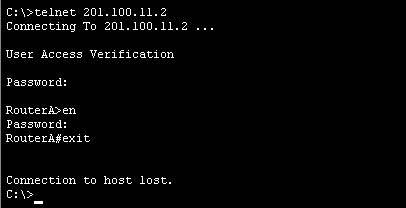 C:\>telnet 201.100.11.2
Connecting To 201.100.11.2 ...
User Access Verification
Password:
RouterA>en
Password:
RouterA#exit
Connection to host lost.
C:\>_